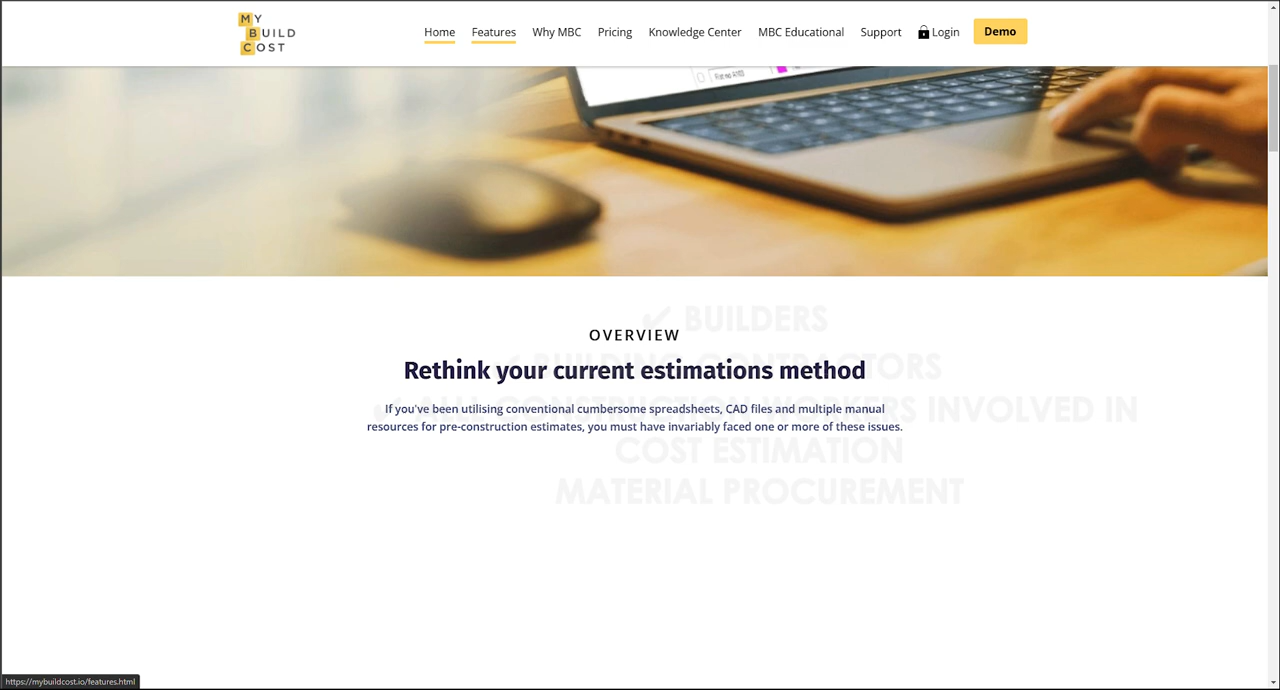 MY
BUILD
COST
Home
Features
Why MBC
Pricing
Knowledge Center
MBC Educational
Support
Login
Demo
✔ BUILDERS
OVERVIEW
Rethink your current estimations method
If you've been utilising conventional cumbersome spreadsheets, CAD files and multiple manual
resources for pre-construction estimates, you must have invariably faced one or more of these issues.
INVOLVED IN
COST ESTIMATION
MATERIAL PROCUREMENT
https://mybuildcost.io/features.html